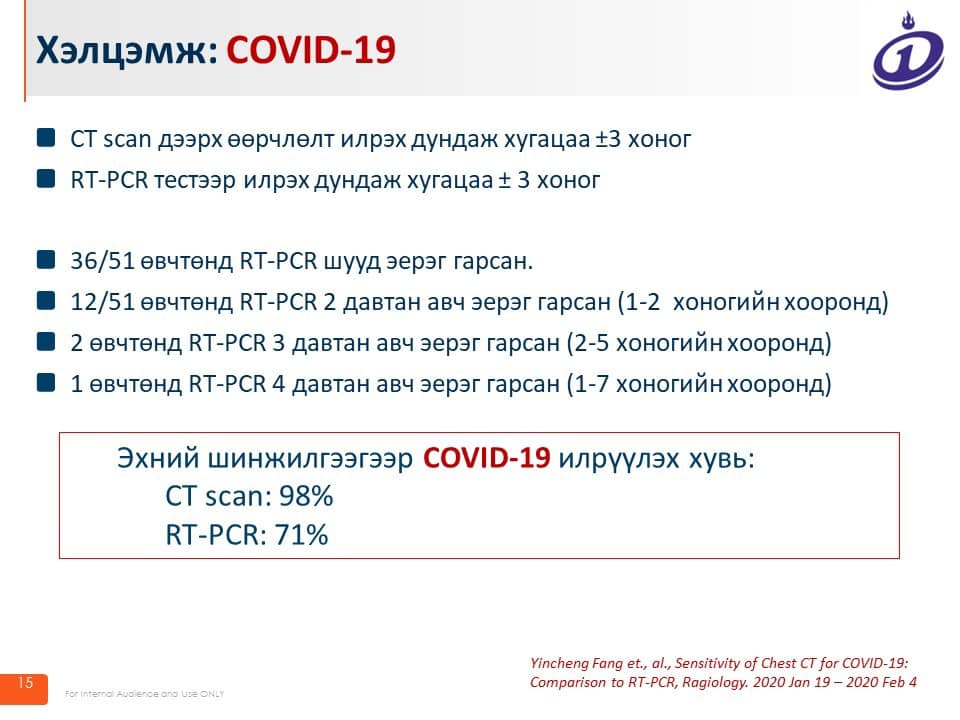 Хэлцэмж: COVID-19
CT scan дээрх өөрчлөлт илрэх дундаж хугацаа ±3 хоног
RT-PCR тестээр илрэх дундаж хугацаа ± 3 хоног
36/51 өвчтөнд RT-PCR шууд эерэг гарсан.
12/51 өвчтөнд RT-PCR 2 давтан авч эерэг гарсан (1-2 хоногийн хооронд)
2 өвчтөнд RT-PCR 3 давтан авч эерэг гарсан (2-5 хоногийн хооронд)
1 өвчтөнд RT-PCR 4 давтан авч эерэг гарсан (1-7 хоногийн хооронд)
Эхний шинжилгээгээр COVID-19 илрүүлэх хувь:
CT scan: 98%
RT-PCR: 71%
Yincheng Fang et., al., Sensitivity of Chest CT for COVID-19:
Comparison to RT-PCR, Ragiology. 2020 Jan 19 – 2020 Feb 4
15
For Internal Audience and Use ONLY